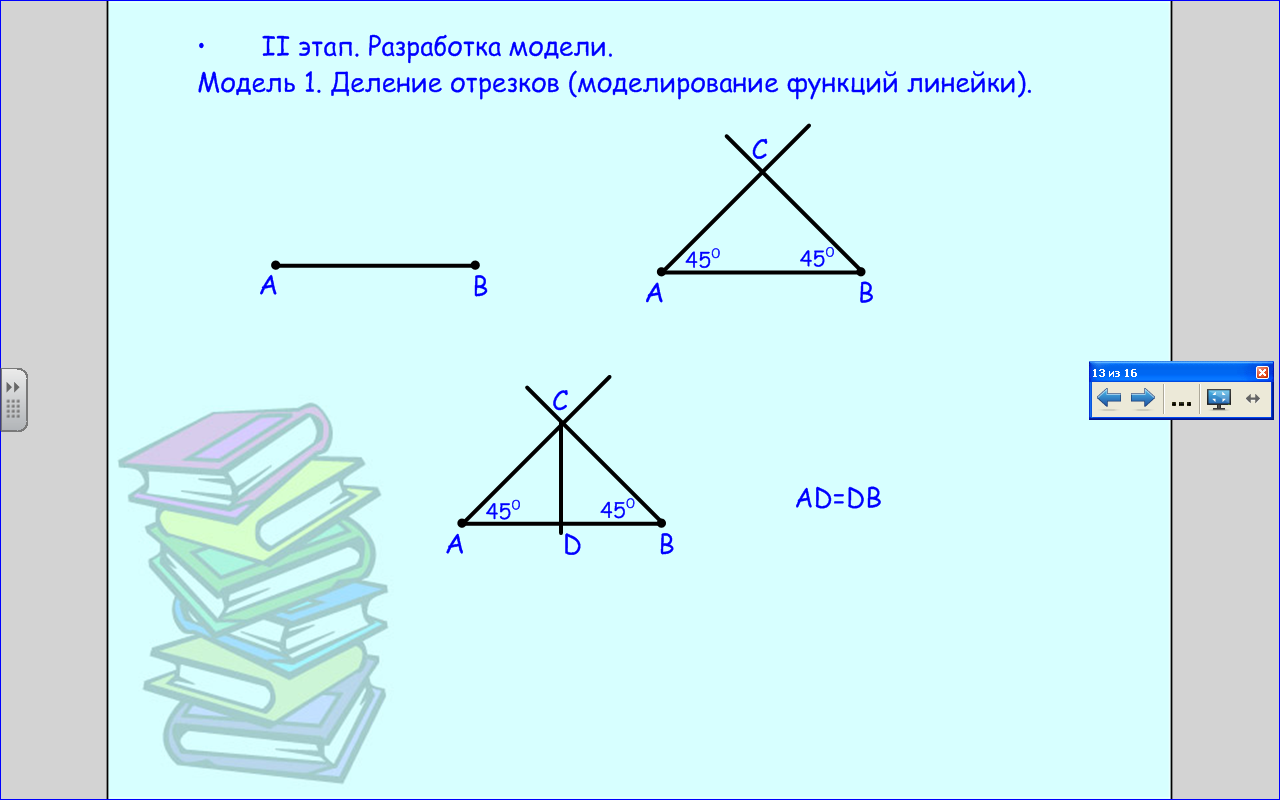 • II этап. Разработка модели.
Модель 1. Деление отрезков (моделирование функций линейки).
C
45⁰ 45⁰
A B
A B
13 из 16
C
45⁰ 45⁰
AD=DB
A D B